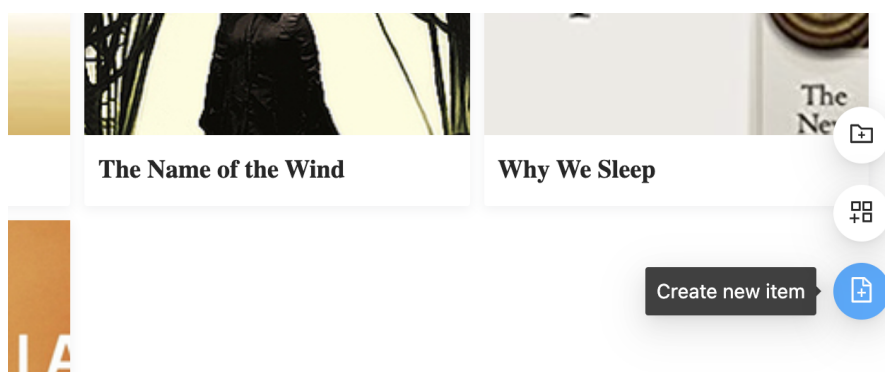 The
The Name of the Wind
Why We Sleep
Create new item